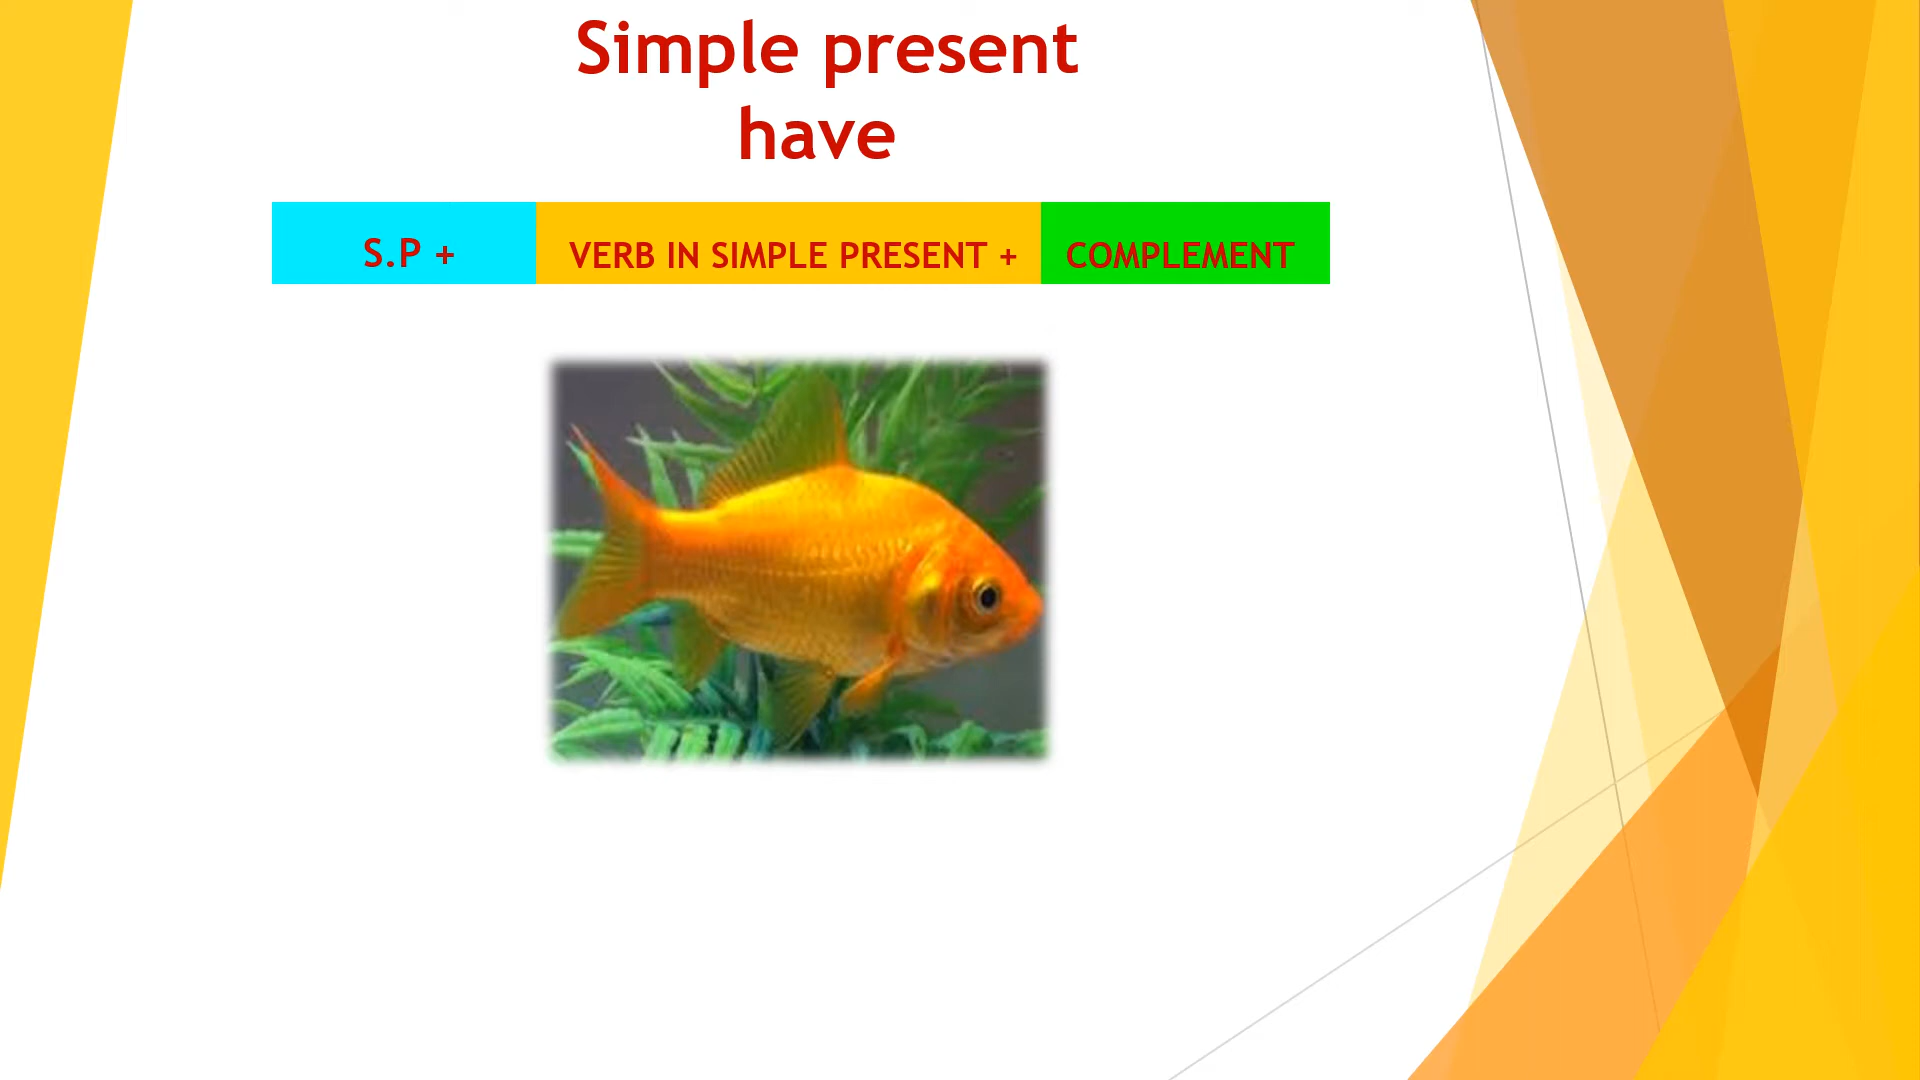 Simple present
have
S.P + VERB IN SIMPLE PRESENT + COMPLEMENT